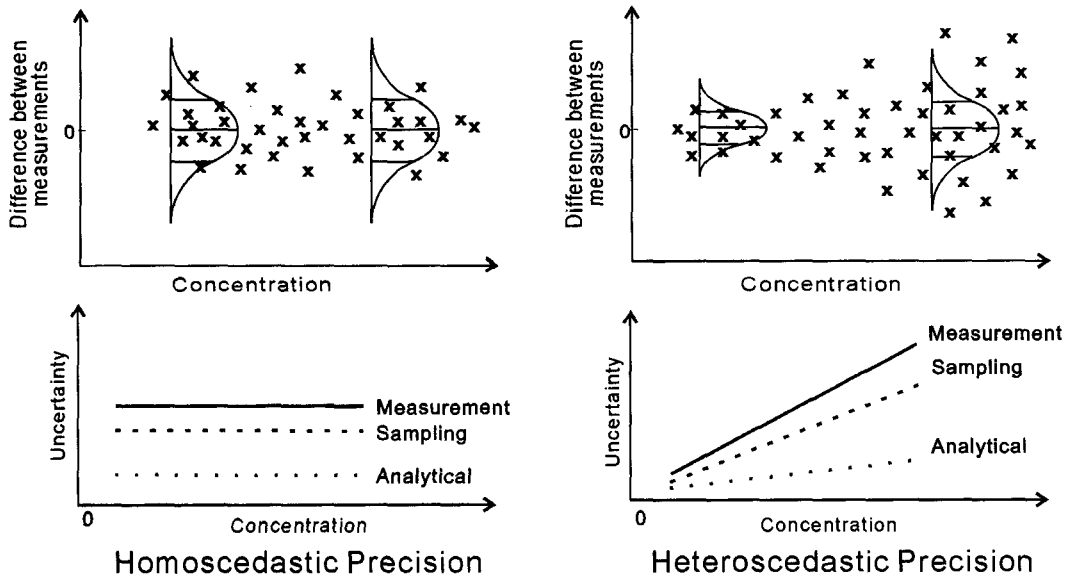 Difference between
measurements
0
Concentration
Difference between
measurements
0
Concentration
Uncertainty
Measurement
Sampling
Analytical
0
Concentration
Homoscedastic Precision
Uncertainty
Measurement
Sampling
Analytical
0
Concentration
Heteroscedastic Precision